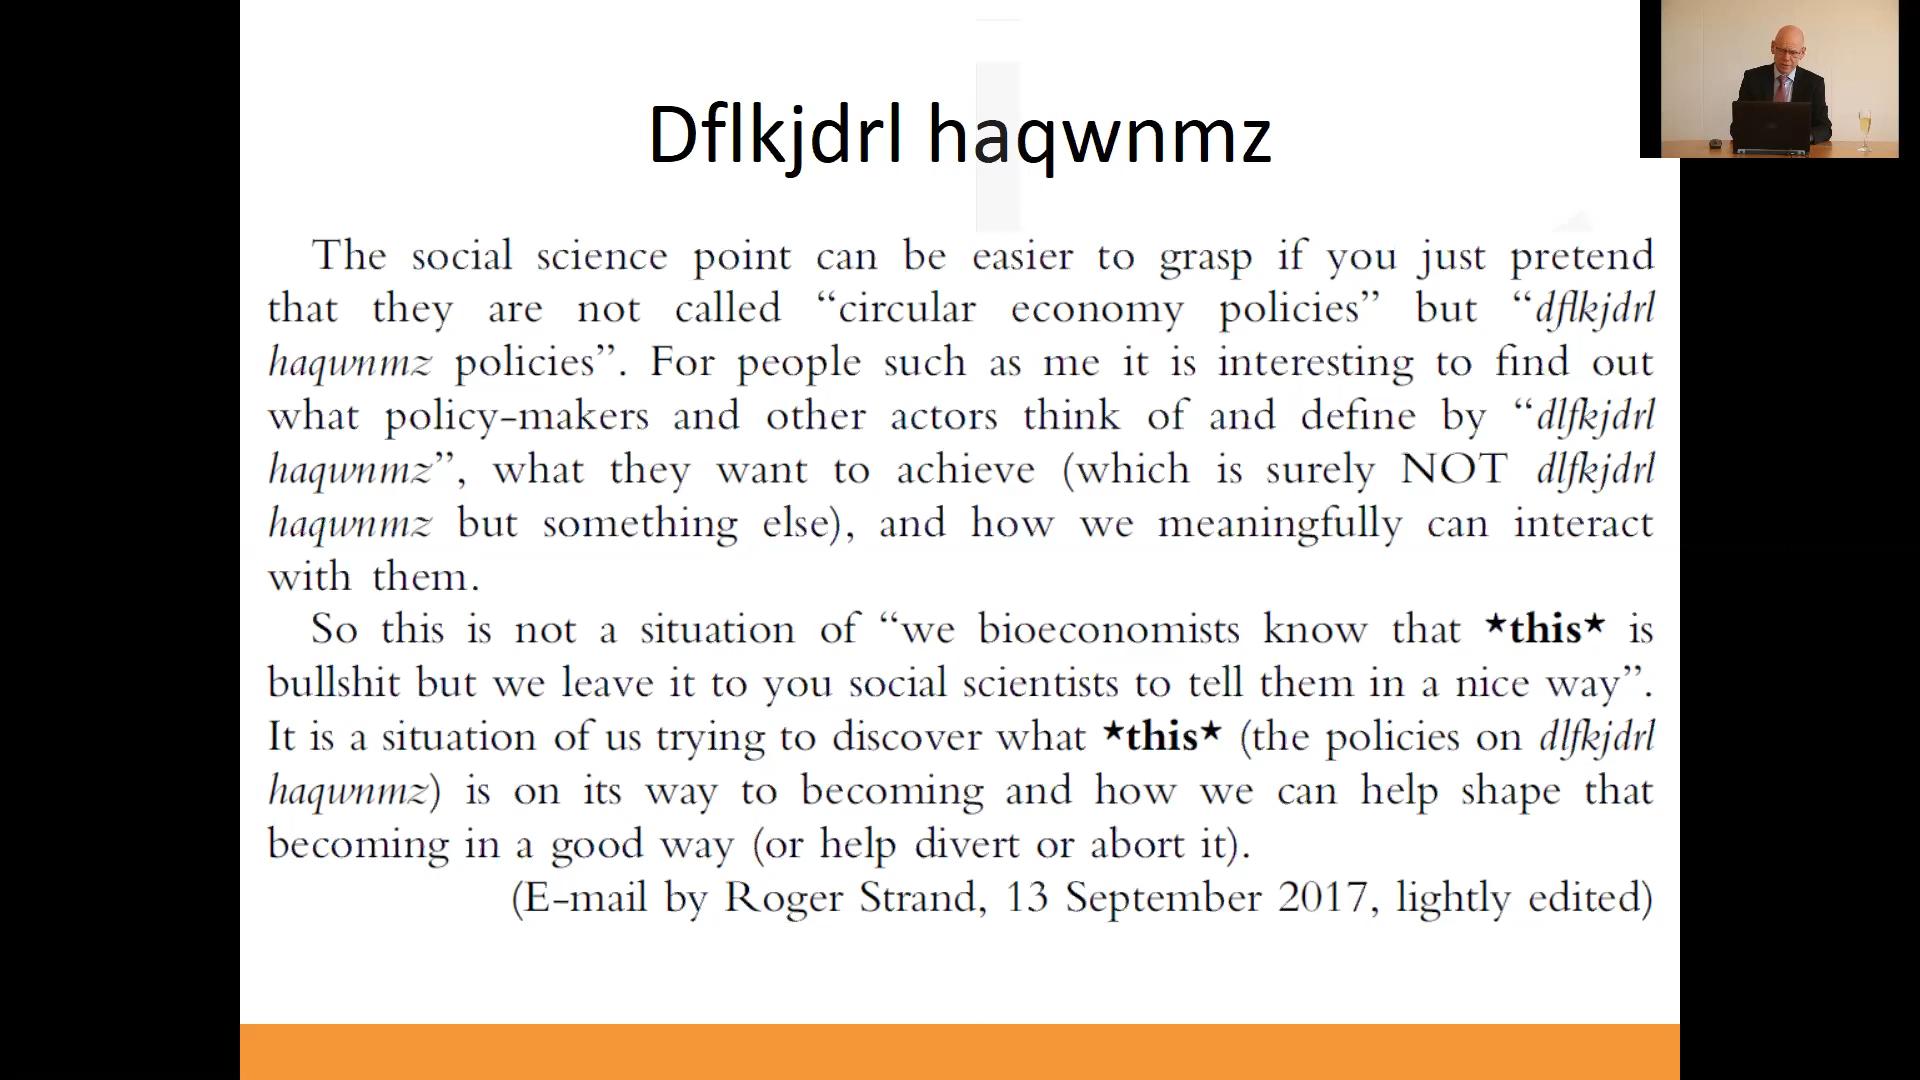 Dflkjdrl haqwnmz
The social science point can be easier to grasp if you just pretend
that they are not called “circular economy policies” but “dflkjdrl
haqwnmz policies”. For people such as me it is interesting to find out
what policy-makers and other actors think of and define by “dlfkjdrl
haqwnmz”, what they want to achieve (which is surely NOT dlfkjdrl
haqwnmz but something else), and how we meaningfully can interact
with them.
So this is not a situation of “we bioeconomists know that *this* is
bullshit but we leave it to you social scientists to tell them in a nice way”.
It is a situation of us trying to discover what *this* (the policies on dlfkjdrl
haqwnmz) is on its way to becoming and how we can help shape that
becoming in a good way (or help divert or abort it).
(E-mail by Roger Strand, 13 September 2017, lightly edited)